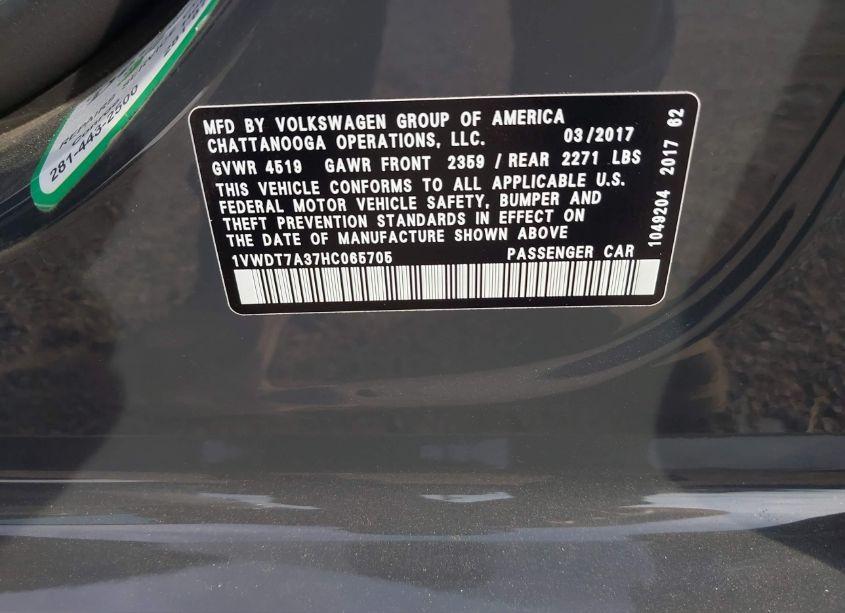 MFD BY VOLKSWAGEN GROUP OF AMERICA
CHATTANOOGA OPERATIONS, LLC. 03/2017
GVWR 4519 GAWR FRONT 2359 / REAR 2271 LBS
THIS VEHICLE CONFORMS TO ALL APPLICABLE U.S.
FEDERAL MOTOR VEHICLE SAFETY, BUMPER AND
THEFT PREVENTION STANDARDS IN EFFECT ON
THE DATE OF MANUFACTURE SHOWN ABOVE
1VWDT7A37HC065705 PASSENGER CAR
1049204 2017 62
281-443-2500